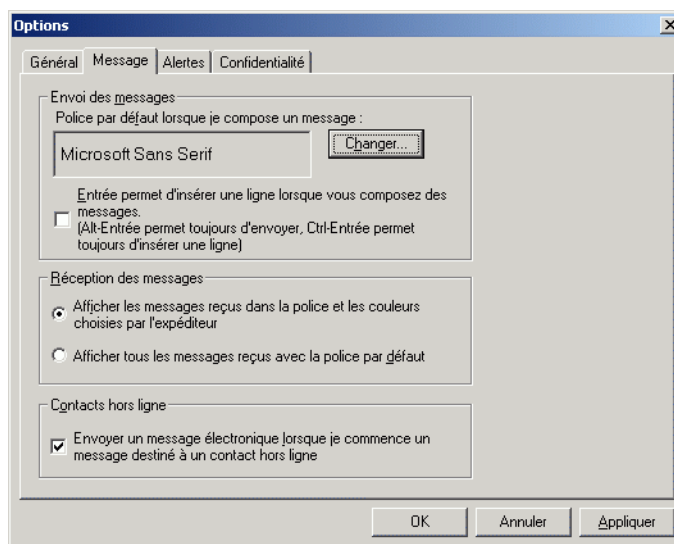 Options
Général
Message
Alertes
Confidentialité
Envoi des messages
Police par défaut lorsque je compose un message :
Microsoft Sans Serif
Changer...
Entrée permet d'insérer une ligne lorsque vous composez des
messages.
(Alt-Entrée permet toujours d'envoyer, Ctrl-Entrée permet
toujours d'insérer une ligne)
Réception des messages
Afficher les messages reçus dans la police et les couleurs
choisies par l'expéditeur
Afficher tous les messages reçus avec la police par défaut
Contacts hors ligne
Envoyer un message électronique lorsque je commence un
message destiné à un contact hors ligne
OK
Annuler
Appliquer